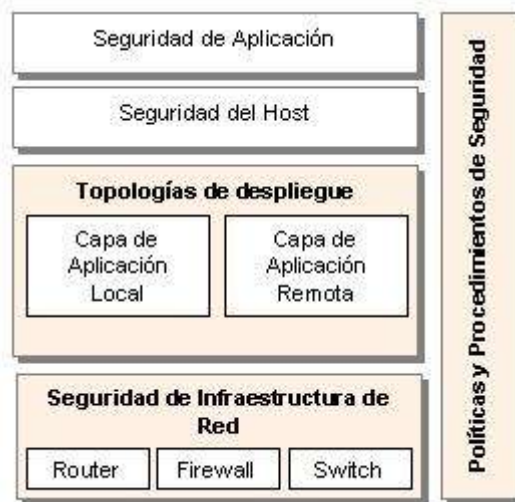 Seguridad de Aplicación
Seguridad del Host
Topologías de despliegue
Capa de
Aplicación
Local
Capa de
Aplicación
Remota
Seguridad de Infraestructura de
Red
Router
Firewall
Switch
Políticas y Procedimientos de Seguridad